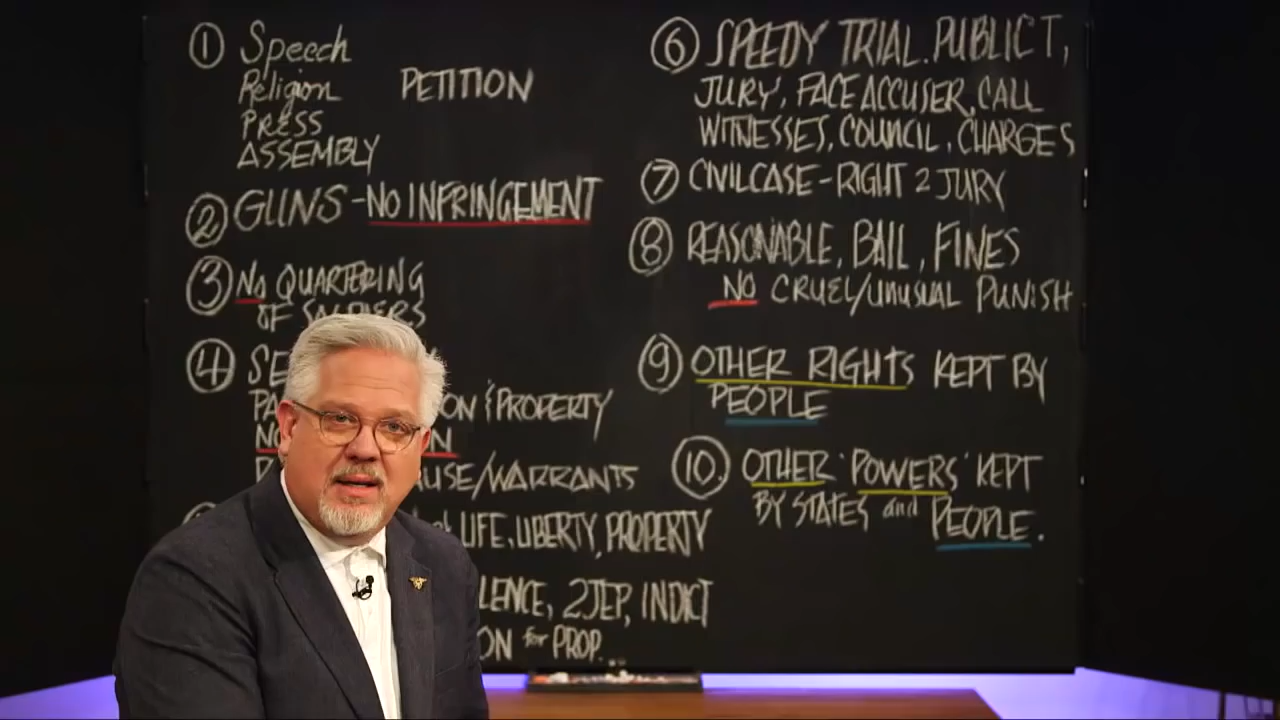 ① Speech
Religion
PETITION
PRESS
ASSEMBLY
② GUNS - NO INFRINGEMENT
③ NO QUARTERING
OF SOLDIERS
④ SE
PA ON & PROPERTY
NO ON
USE/WARRANTS
LIFE, LIBERTY, PROPERTY
LENCE, 2JEP, INDICT
ON for PROP.
⑥ SPEEDY TRIAL. PUBLIC T,
JURY, FACE ACCUSER, CALL
WITNESSES, COUNCIL, CHARGES
⑦ CIVIL CASE - RIGHT 2 JURY
⑧ REASONABLE, BAIL, FINES
NO CRUEL/UNUSUAL PUNISH
⑨ OTHER RIGHTS KEPT BY
PEOPLE
⑩ OTHER 'POWERS' KEPT
BY STATES and PEOPLE.